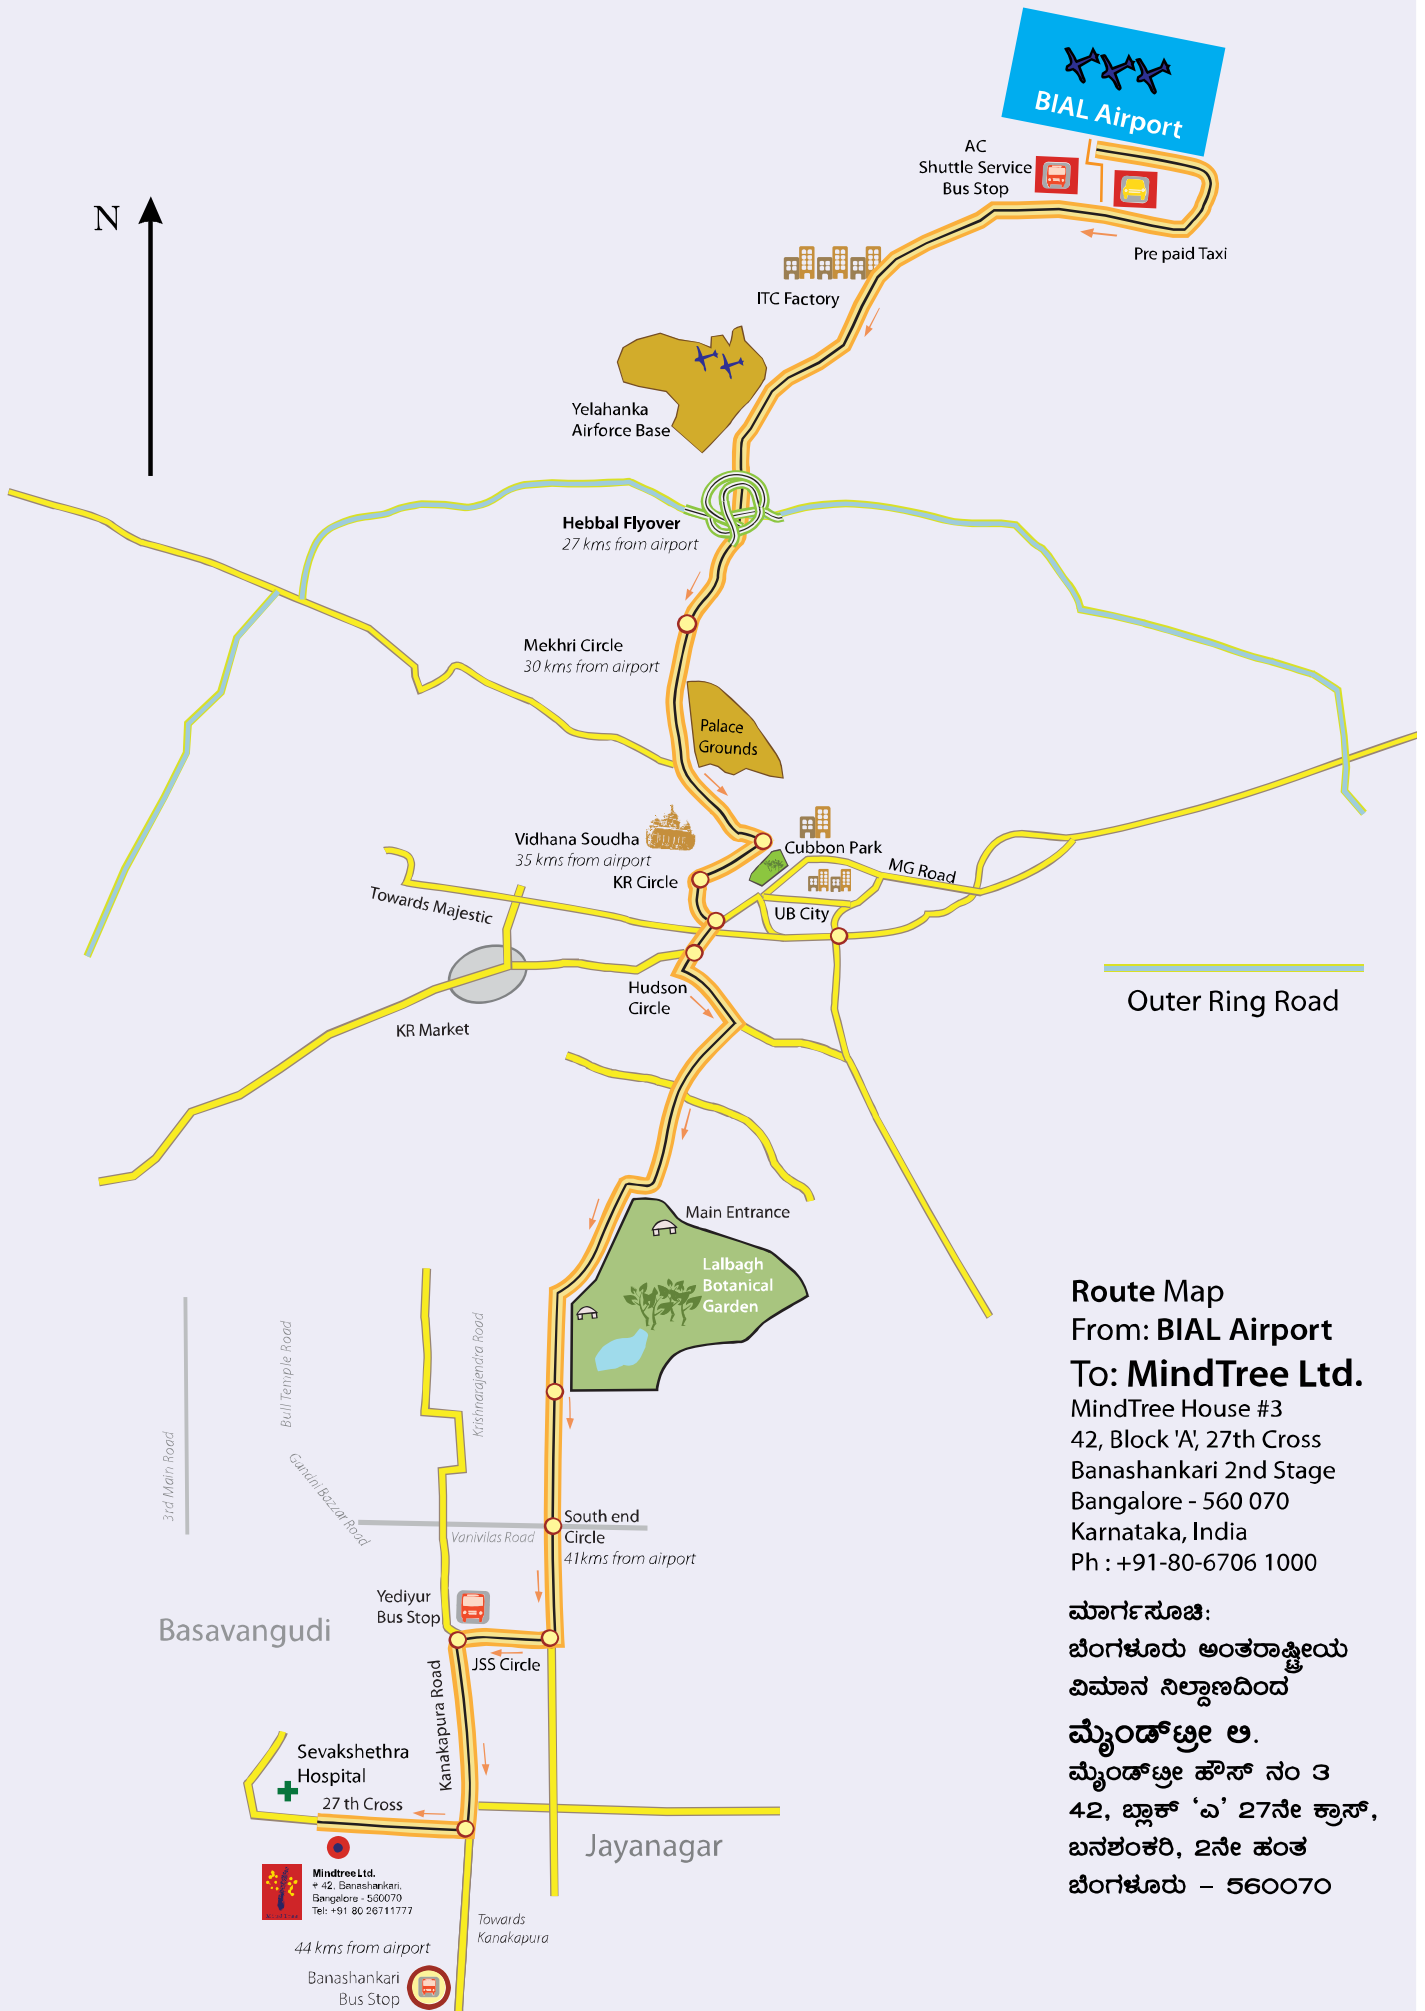 BIAL Airport
AC
Shuttle Service
Bus Stop
Pre paid Taxi
N
ITC Factory
Yelahanka
Airforce Base
Hebbal Flyover
27 kms from airport
Mekhri Circle
30 kms from airport
Palace
Grounds
Vidhana Soudha
35 kms from airport
Cubbon Park
MG Road
KR Circle
Towards Majestic
UB City
Hudson
Circle
KR Market
Outer Ring Road
Main Entrance
Lalbagh
Botanical
Garden
Route Map
From: BIAL Airport
To: MindTree Ltd.
MindTree House #3
42, Block 'A', 27th Cross
Banashankari 2nd Stage
Bangalore - 560 070
Karnataka, India
Ph : +91-80-6706 1000
ಮಾರ್ಗಸೂಚಿ:
ಬೆಂಗಳೂರು ಅಂತರಾಷ್ಟ್ರೀಯ
ವಿಮಾನ ನಿಲ್ದಾಣದಿಂದ
ಮೈಂಡ್‌ಟ್ರೀ ಲಿ.
ಮೈಂಡ್‌ಟ್ರೀ ಹೌಸ್ ನಂ 3
42, ಬ್ಲಾಕ್ ‘ಎ’ 27ನೇ ಕ್ರಾಸ್,
ಬನಶಂಕರಿ, 2ನೇ ಹಂತ
ಬೆಂಗಳೂರು – 560070
3rd Main Road
Bull Temple Road
Krishnarajendra Road
Gandhi Bazzar Road
Vanivilas Road
South end
Circle
41kms from airport
Yediyur
Bus Stop
Basavangudi
JSS Circle
Kanakapura Road
Sevakshethra
Hospital
27 th Cross
Jayanagar
Mindtree Ltd.
# 42, Banashankari,
Bangalore - 560070
Tel: +91 80 26711777
MindTree
Towards
Kanakapura
44 kms from airport
Banashankari
Bus Stop